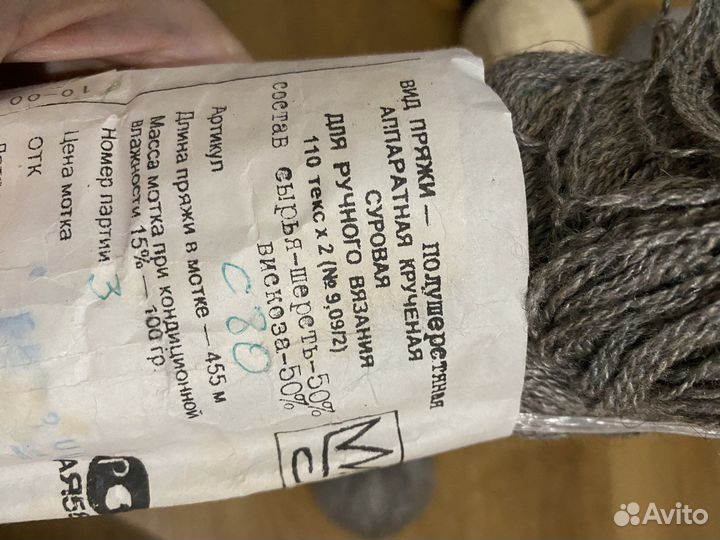 ВИД ПРЯЖИ — полушерстяная
АППАРАТНАЯ КРУЧЕНАЯ
СУРОВАЯ
ДЛЯ РУЧНОГО ВЯЗАНИЯ
110 текс х 2 (№ 9,09/2)
состав сырья-шерсть-50%
вискоза-50%
Артикул С80
Длина пряжи в мотке — 455 м
Масса мотка при кондиционной
влажности 15% — 100 гр.
Номер партии 3
Цена мотка
ОТК
Avito